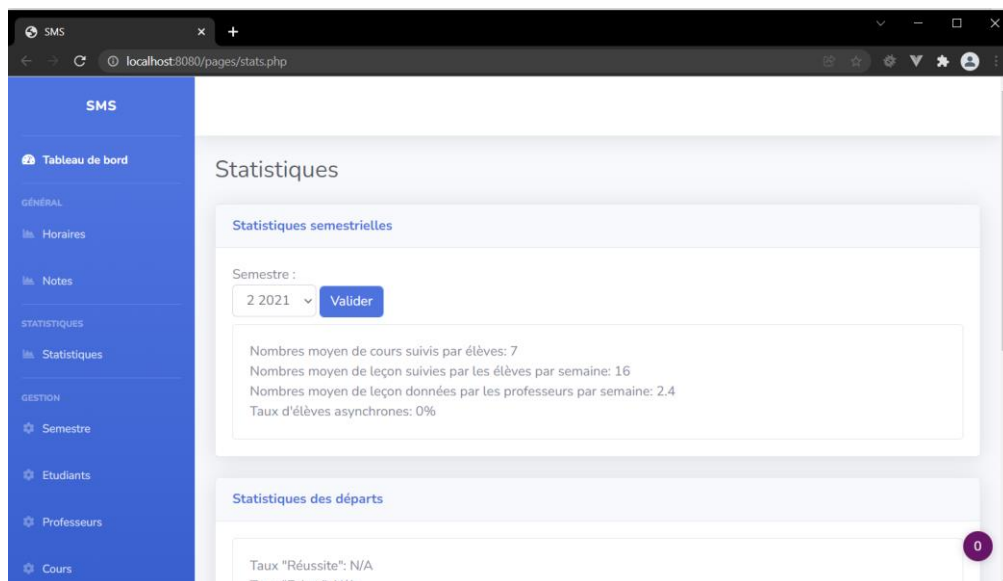 SMS
localhost:8080/pages/stats.php
SMS
Tableau de bord
GÉNÉRAL
Horaires
Notes
STATISTIQUES
Statistiques
GESTION
Semestre
Etudiants
Professeurs
Cours
Statistiques
Statistiques semestrielles
Semestre :
2 2021
Valider
Nombres moyen de cours suivis par élèves: 7
Nombres moyen de leçon suivies par les élèves par semaine: 16
Nombres moyen de leçon données par les professeurs par semaine: 2.4
Taux d'élèves asynchrones: 0%
Statistiques des départs
Taux "Réussite": N/A
0